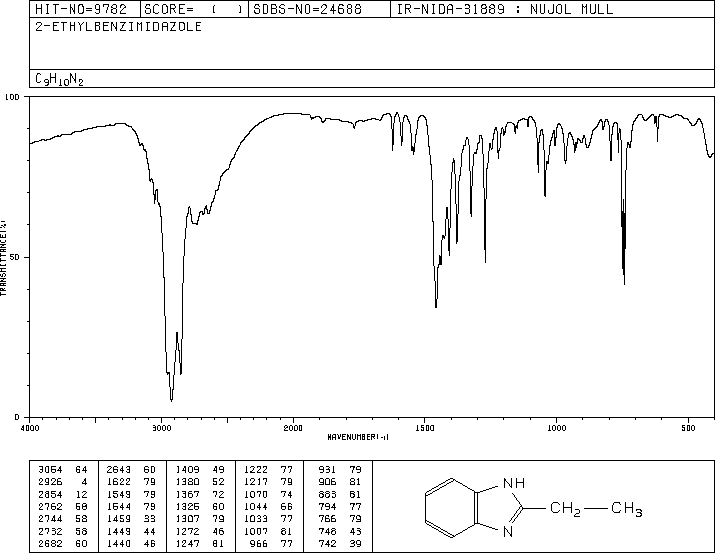 HIT-NO=9782 SCORE= ( ) SDBS-NO=24688 IR-NIDA-31889 : NUJOL MULL
2-ETHYLBENZIMIDAZOLE
C9H10N2
100
50
0
TRANSMITTANCE(%)
4000 3000 2000 1500 1000 500
WAVENUMBER(-1)
3054 64 2643 60 1409 49 1222 77 931 79
2926 4 1622 79 1380 52 1217 79 906 81
2854 12 1549 79 1367 72 1070 74 883 81
2762 58 1544 79 1325 60 1044 66 794 77
2744 58 1459 33 1307 79 1033 77 766 79
2732 58 1449 44 1272 46 1007 81 748 43
2682 60 1440 46 1247 81 966 77 742 39
NH
CH2 CH3
N